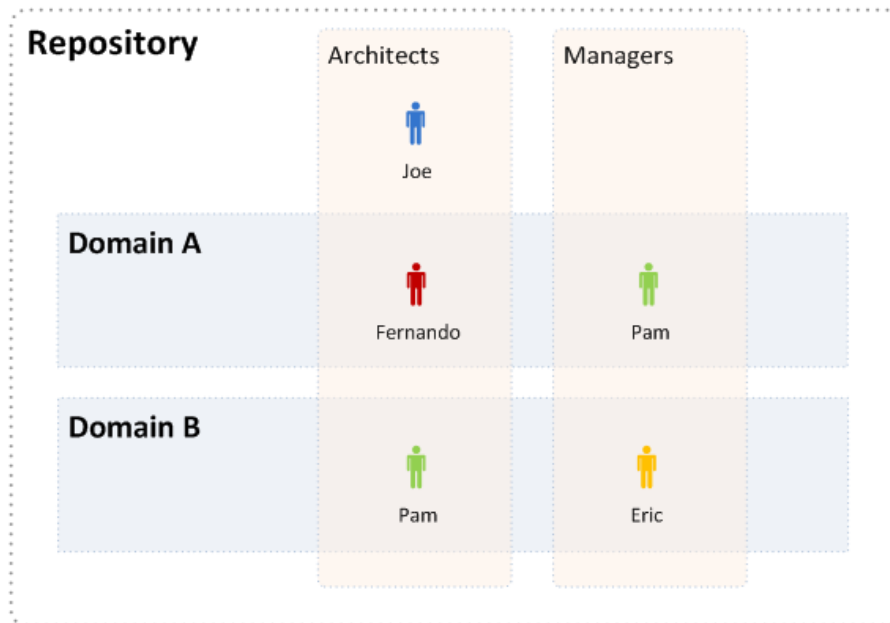 Repository
Architects
Managers
Joe
Domain A
Fernando
Pam
Domain B
Pam
Eric